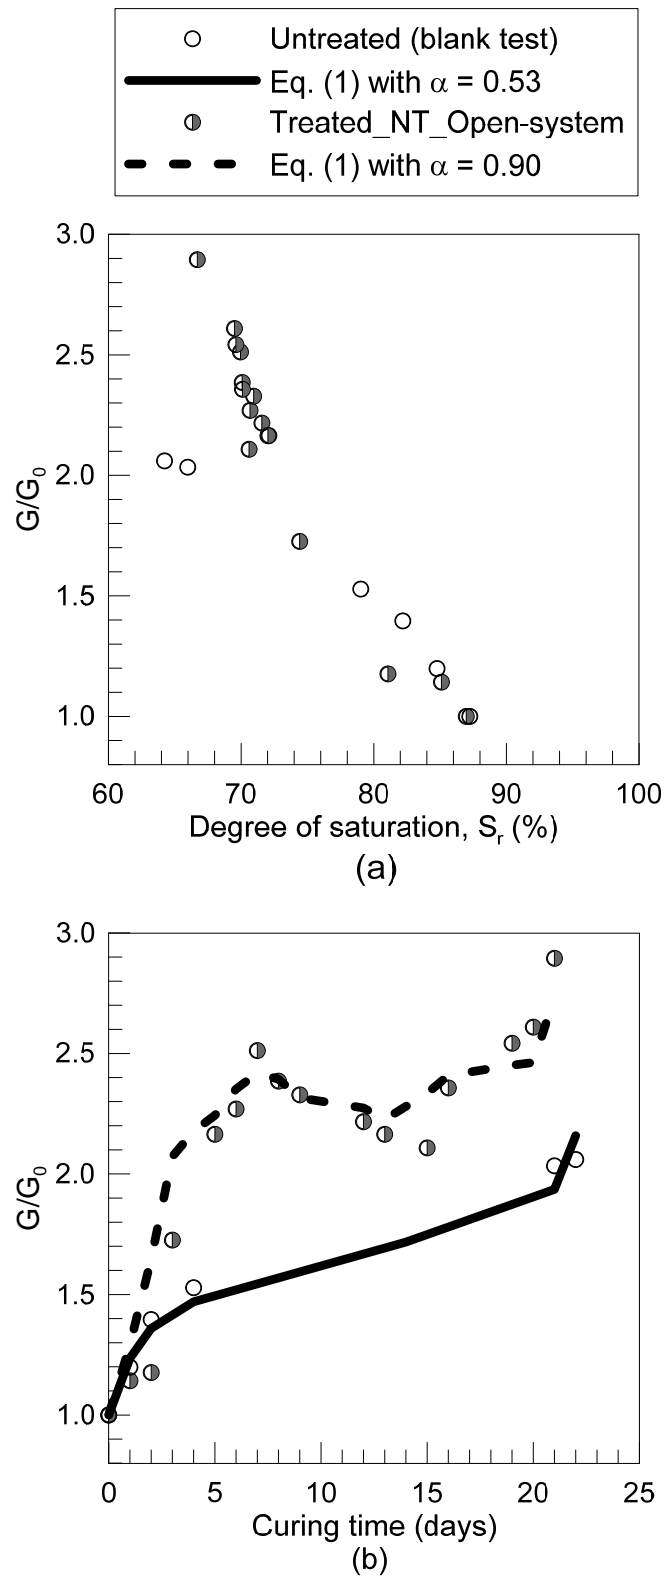 Untreated (blank test)
Eq. (1) with α = 0.53
Treated_NT_Open-system
Eq. (1) with α = 0.90
3.0
2.5
2.0
1.5
1.0
G/G0
60 70 80 90 100
Degree of saturation, Sr (%)
(a)
3.0
2.5
2.0
1.5
1.0
G/G0
0 5 10 15 20 25
Curing time (days)
(b)